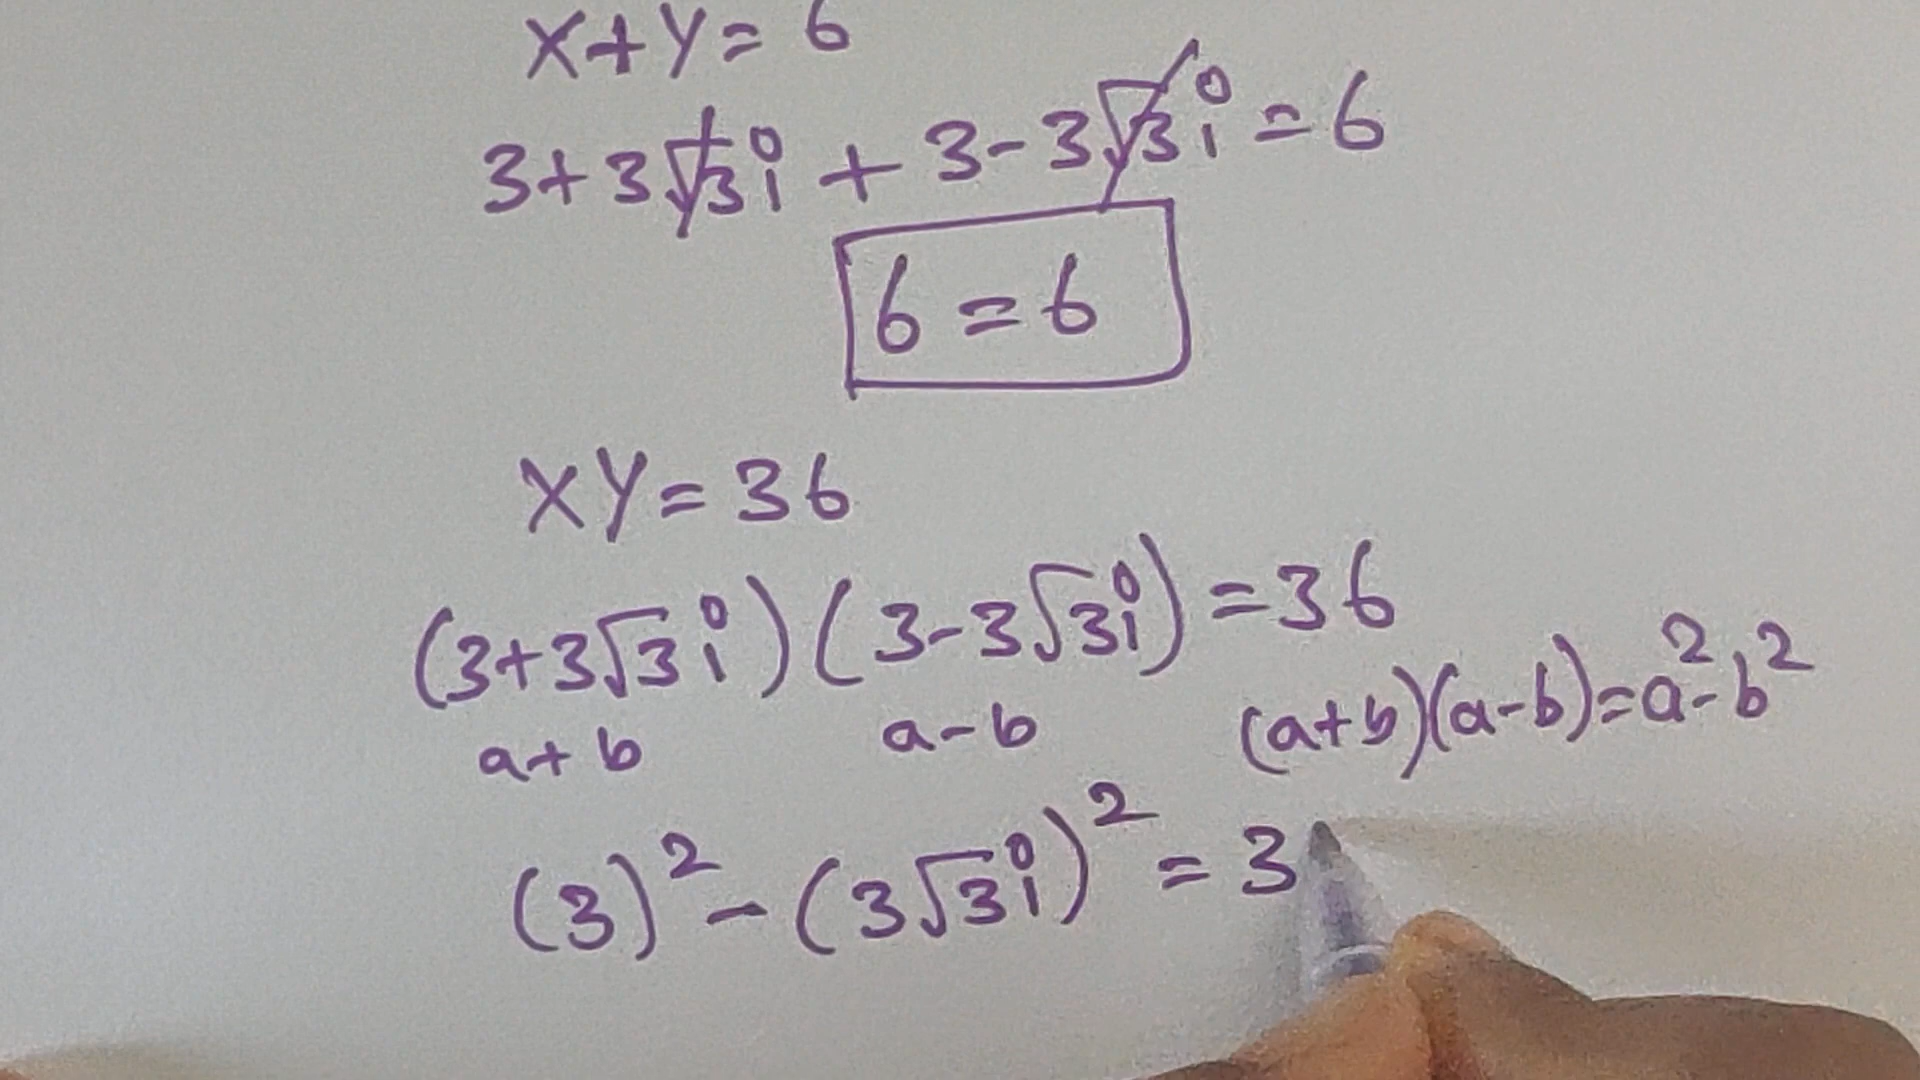 X+Y=6
3+3√3i+3-3√3i=6
6=6
XY=36
(3+3√3i)(3-3√3i)=36
a+b a-b (a+b)(a-b)=a²-b²
(3)²-(3√3i)²=3